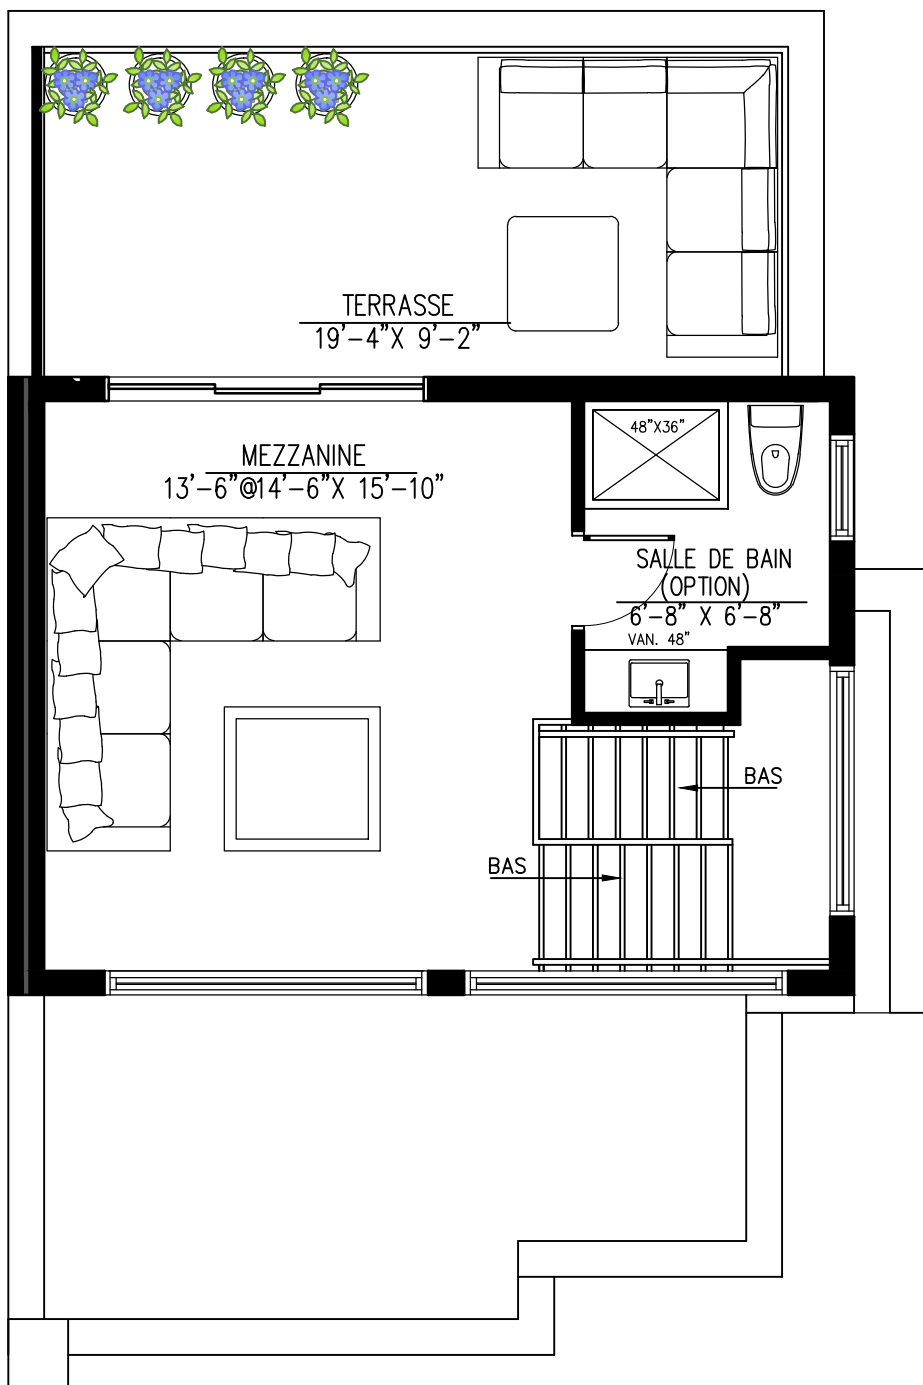 TERRASSE
19'-4"X 9'-2"
MEZZANINE
13'-6"@14'-6"X 15'-10"
48"X36"
SALLE DE BAIN
(OPTION)
6'-8" X 6'-8"
VAN. 48"
BAS
BAS